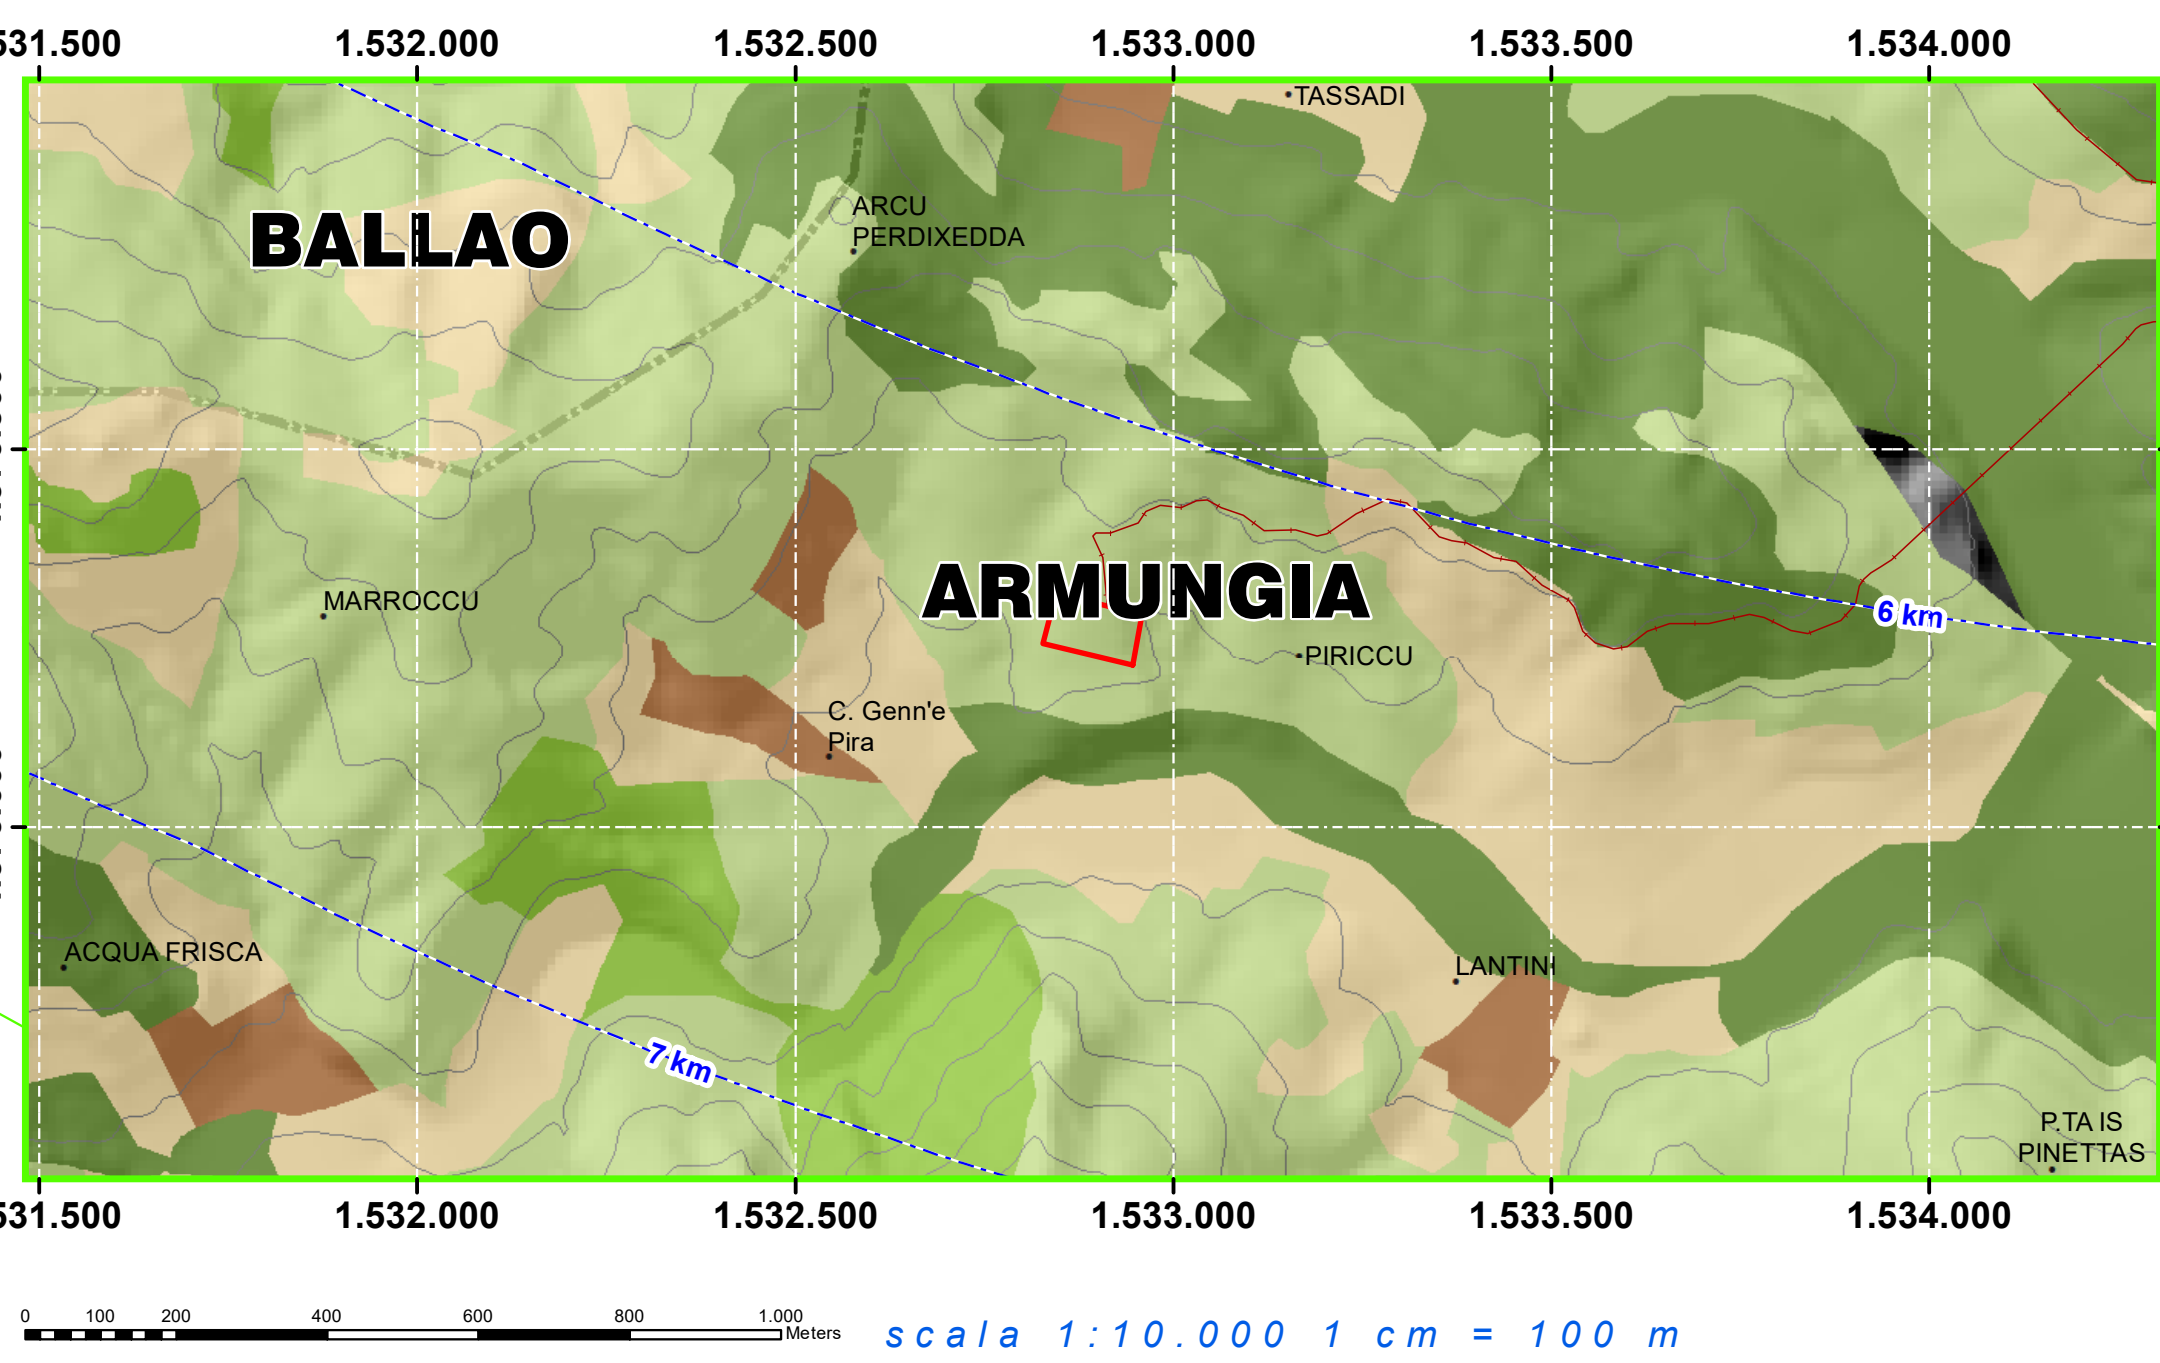 531.500 1.532.000 1.532.500 1.533.000 1.533.500 1.534.000
TASSADI
ARCU
PERDIXEDDA
BALLAO
ARMUNGIA
MARROCCU
6 km
PIRICCU
C. Genn'e
Pira
ACQUA FRISCA
LANTINI
7 km
P.TA IS
PINETTAS
531.500 1.532.000 1.532.500 1.533.000 1.533.500 1.534.000
0 100 200 400 600 800 1.000
Meters
scala 1:10.000 1 cm = 100 m